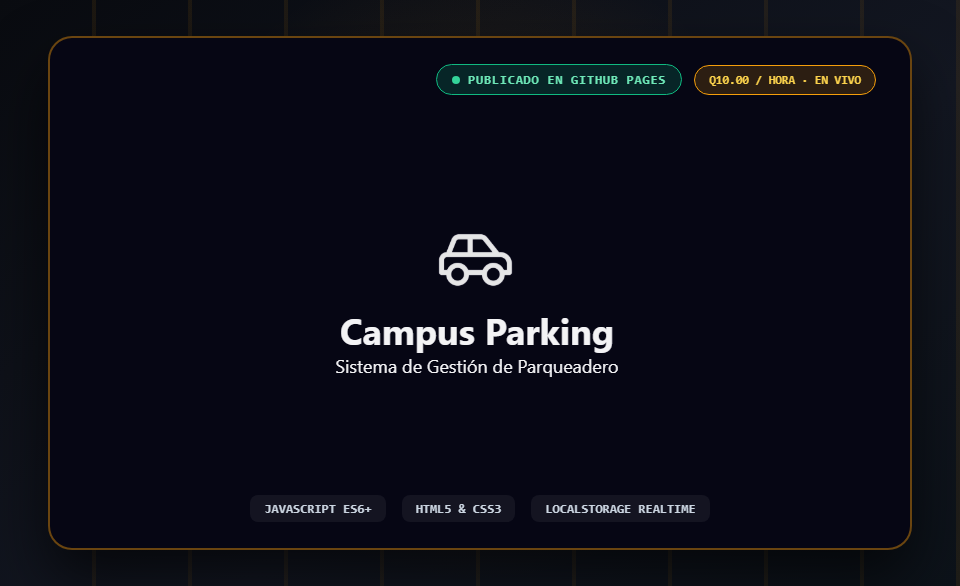 PUBLICADO EN GITHUB PAGES
Q10.00 / HORA · EN VIVO
Campus Parking
Sistema de Gestión de Parqueadero
JAVASCRIPT ES6+
HTML5 & CSS3
LOCALSTORAGE REALTIME